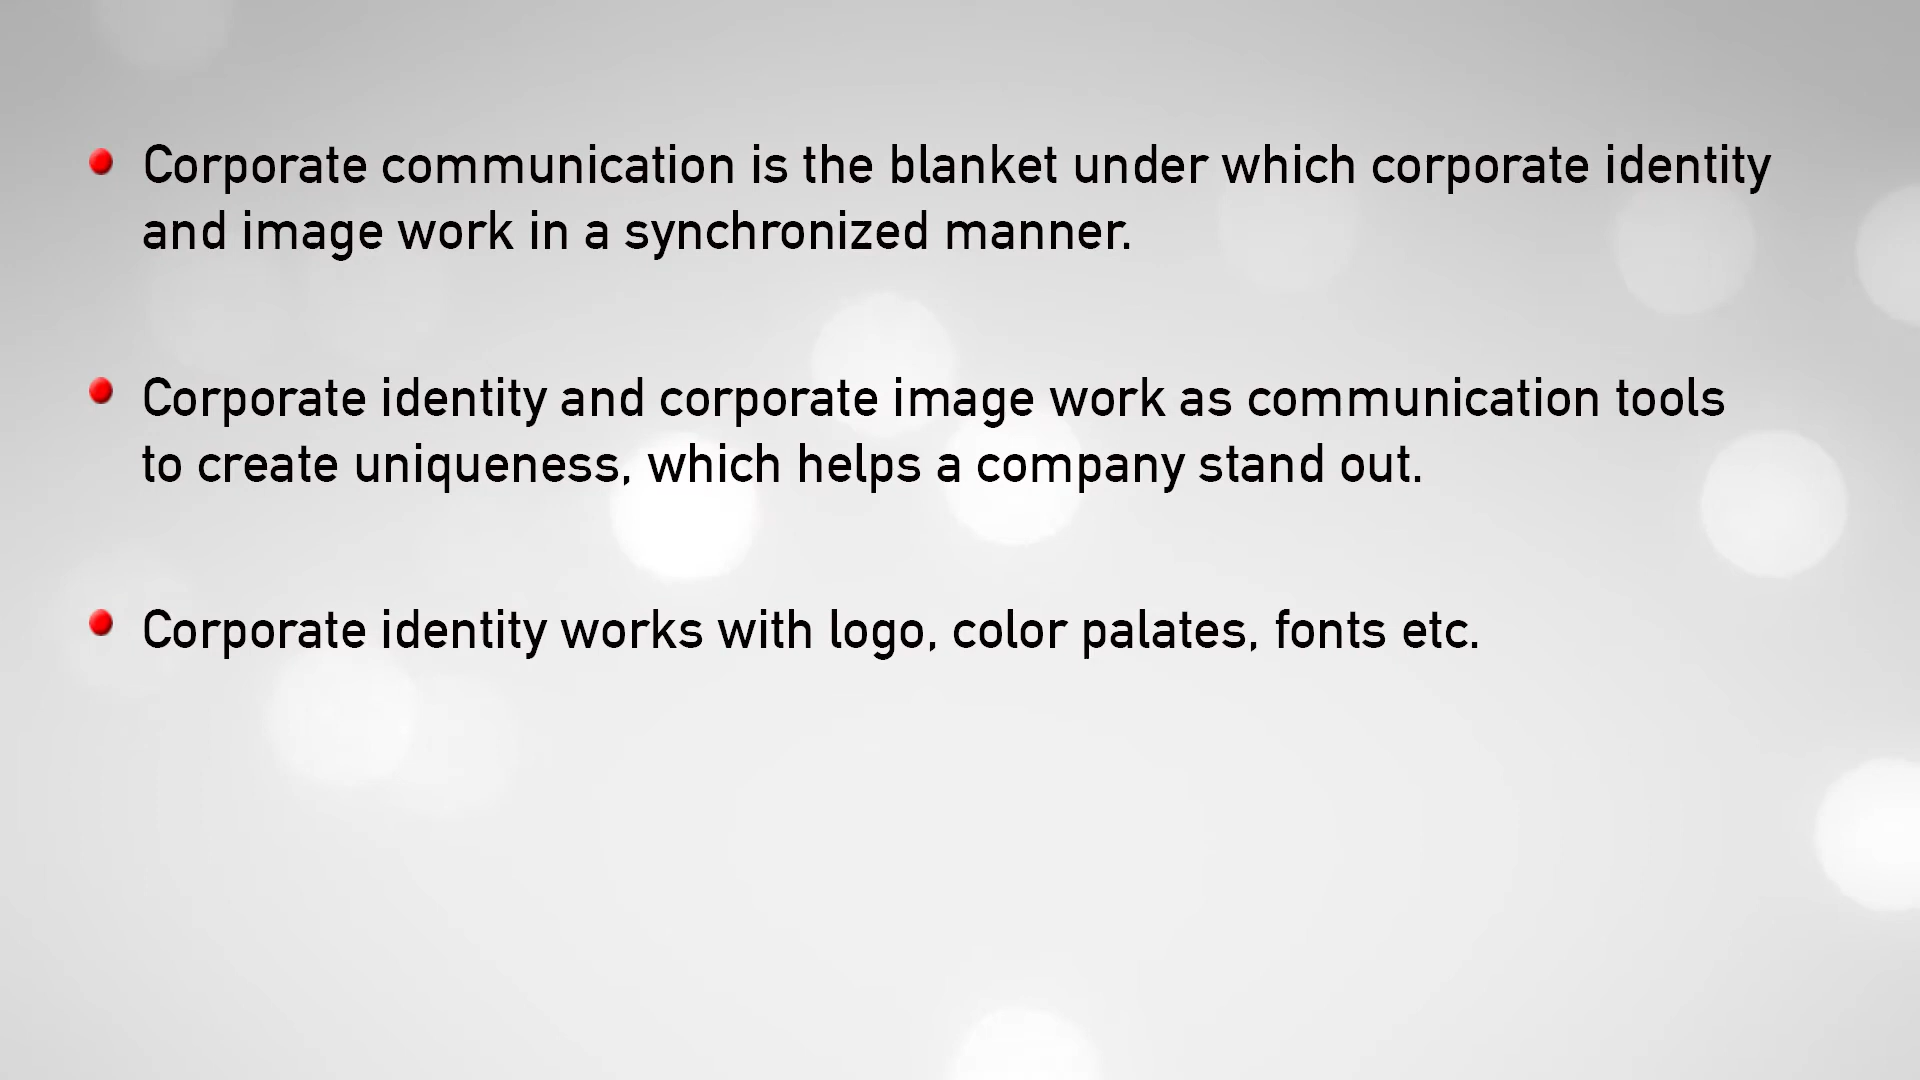 Corporate communication is the blanket under which corporate identity
and image work in a synchronized manner.
Corporate identity and corporate image work as communication tools
to create uniqueness, which helps a company stand out.
Corporate identity works with logo, color palates, fonts etc.